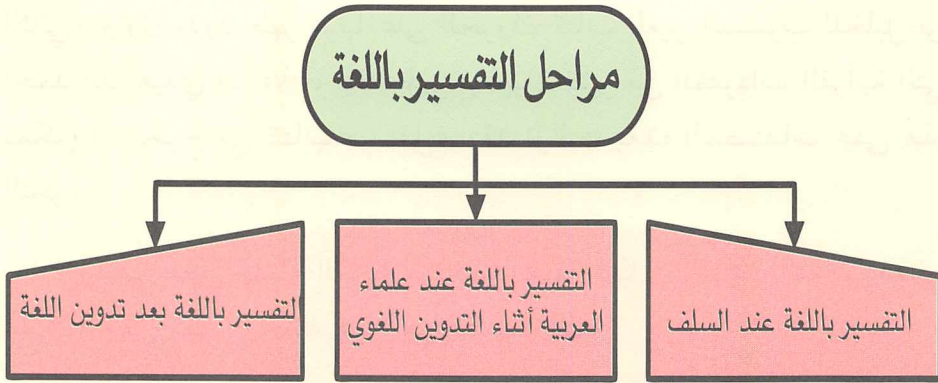 مراحل التفسير باللغة
التفسير باللغة عند السلف
التفسير باللغة عند علماء
العربية أثناء التدوين اللغوي
التفسير باللغة بعد تدوين اللغة